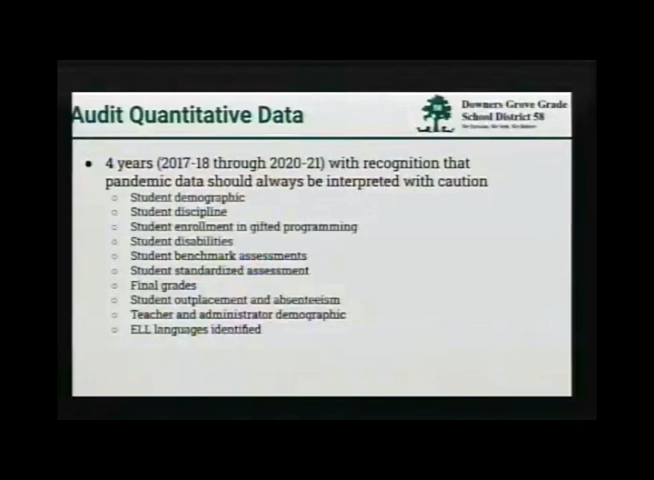 Audit Quantitative Data
Downers Grove Grade
School District 58
● 4 years (2017-18 through 2020-21) with recognition that
pandemic data should always be interpreted with caution
○ Student demographic
○ Student discipline
○ Student enrollment in gifted programming
○ Student disabilities
○ Student benchmark assessments
○ Student standardized assessment
○ Final grades
○ Student outplacement and absenteeism
○ Teacher and administrator demographic
○ ELL languages identified